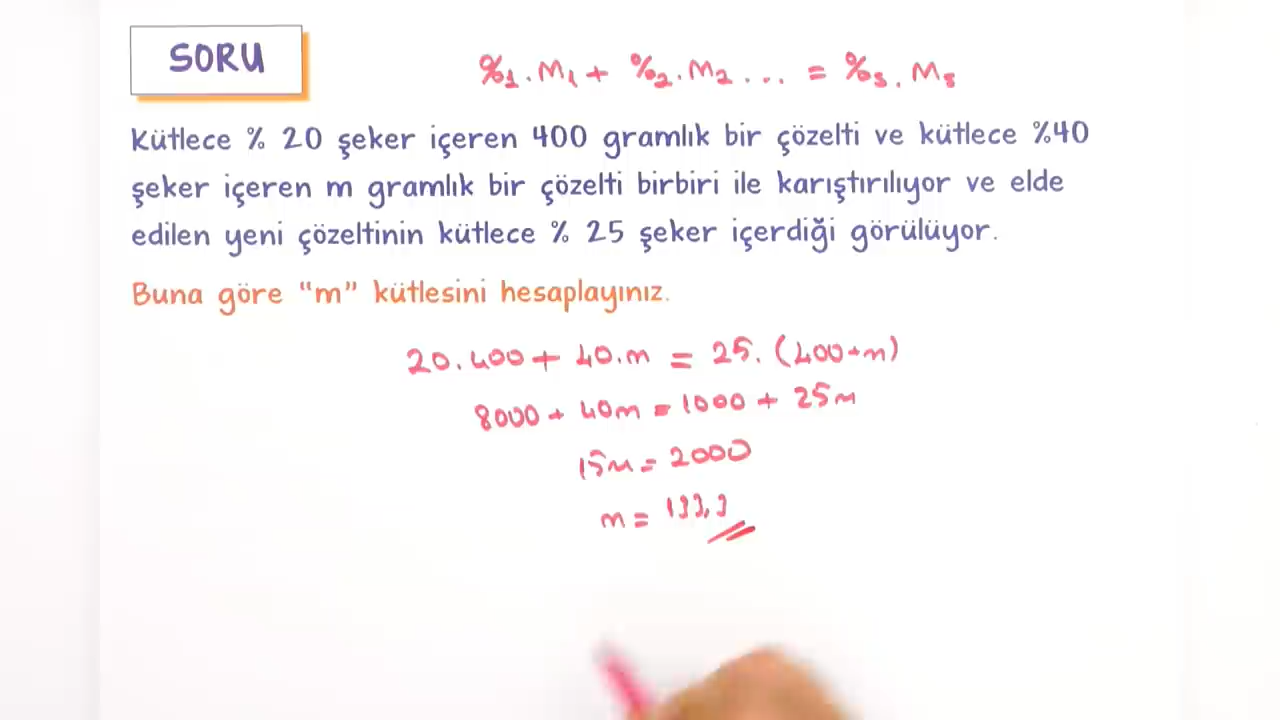 SORU
%₁.M₁ + %₂.M₂ ... = %ₛ.Mₛ
Kütlece % 20 şeker içeren 400 gramlık bir çözelti ve kütlece %40
şeker içeren m gramlık bir çözelti birbiri ile karıştırılıyor ve elde
edilen yeni çözeltinin kütlece % 25 şeker içerdiği görülüyor.
Buna göre "m" kütlesini hesaplayınız.
20.400 + 40.m = 25.(400+m)
8000 + 40m = 1000 + 25m
15m = 2000
m = 133,3